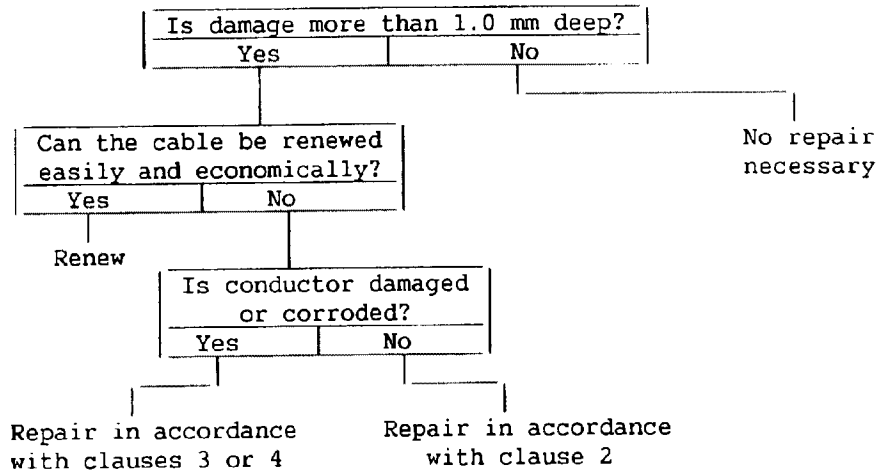 Is damage more than 1.0 mm deep?
Yes No
Can the cable be renewed
easily and economically?
Yes No
No repair
necessary
Renew
Is conductor damaged
or corroded?
Yes No
Repair in accordance
with clauses 3 or 4
Repair in accordance
with clause 2